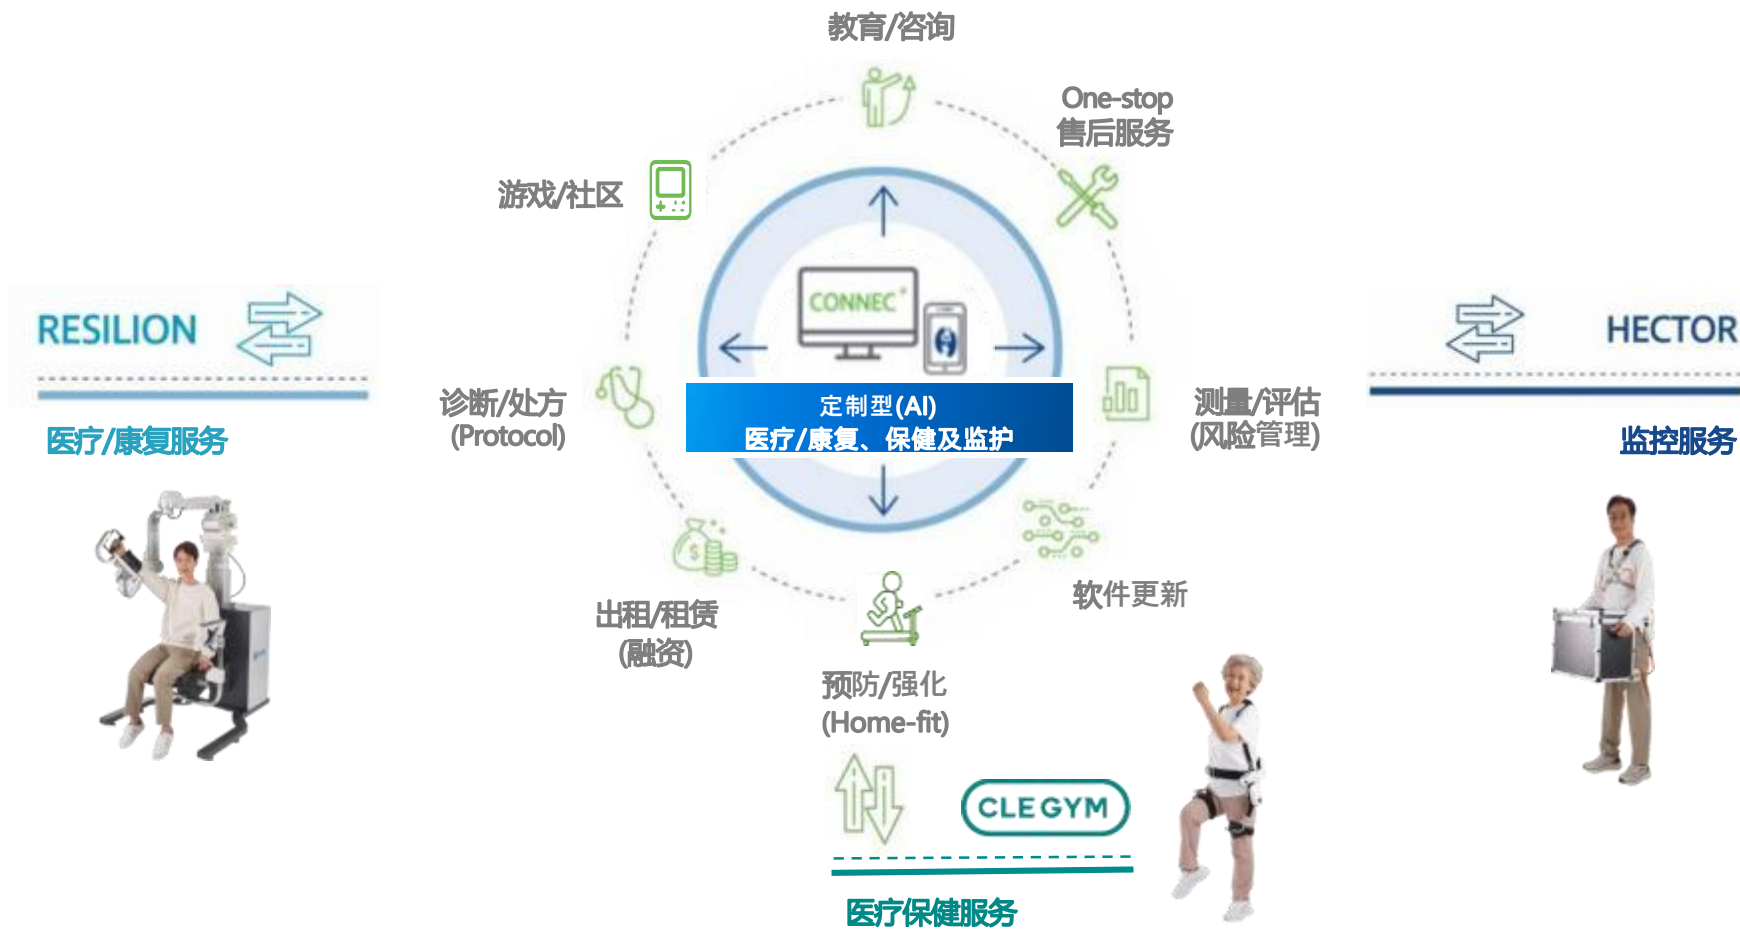 教育/咨询
One-stop
售后服务
游戏/社区
CONNEC+
RESILION
HECTOR
诊断/处方
(Protocol)
定制型(AI)
医疗/康复、保健及监护
测量/评估
(风险管理)
医疗/康复服务
监控服务
出租/租赁
(融资)
软件更新
预防/强化
(Home-fit)
CLE GYM
医疗保健服务